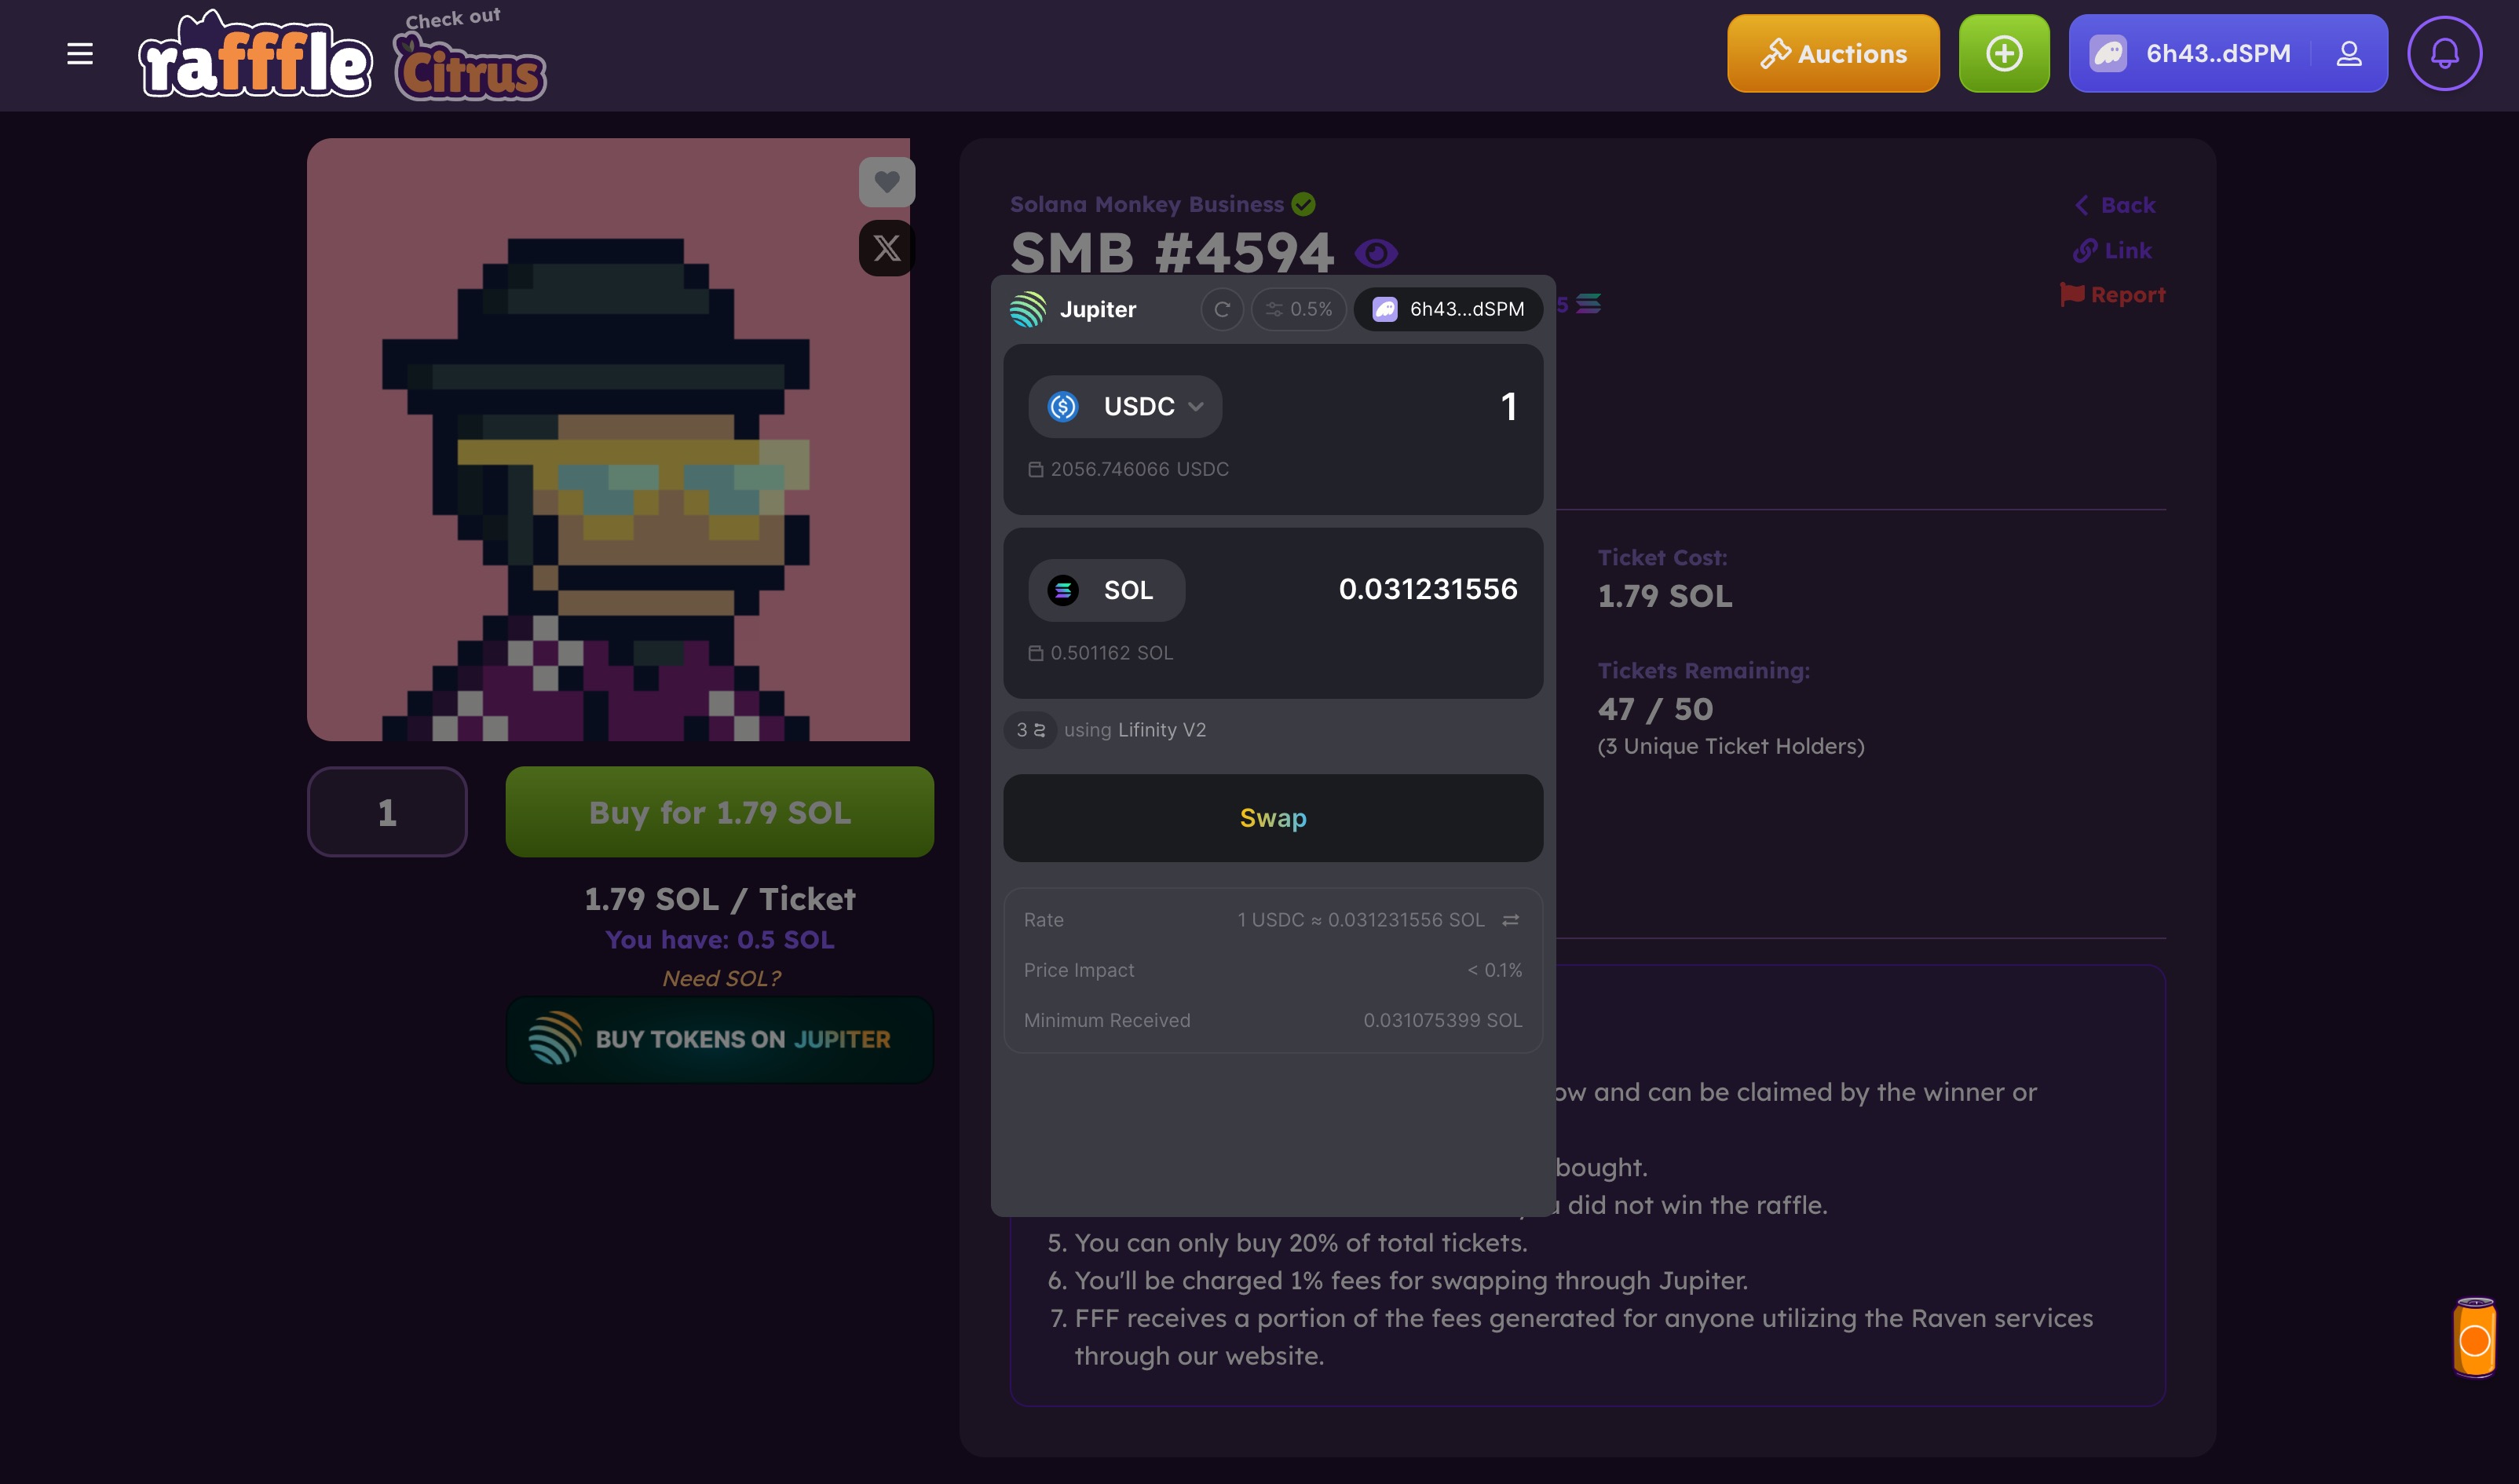 Check out
rafffle
Citrus
Auctions
6h43..dSPM
Solana Monkey Business
SMB #4594
Back
Link
Report
5
Jupiter
0.5%
6h43...dSPM
USDC
1
2056.746066 USDC
SOL
0.031231556
0.501162 SOL
3
using Lifinity V2
Swap
Rate
1 USDC ≈ 0.031231556 SOL
Price Impact
< 0.1%
Minimum Received
0.031075399 SOL
Ticket Cost:
1.79 SOL
Tickets Remaining:
47 / 50
(3 Unique Ticket Holders)
1
Buy for 1.79 SOL
1.79 SOL / Ticket
You have: 0.5 SOL
Need SOL?
BUY TOKENS ON JUPITER
and can be claimed by the winner or
bought.
did not win the raffle.
5. You can only buy 20% of total tickets.
6. You'll be charged 1% fees for swapping through Jupiter.
7. FFF receives a portion of the fees generated for anyone utilizing the Raven services
through our website.